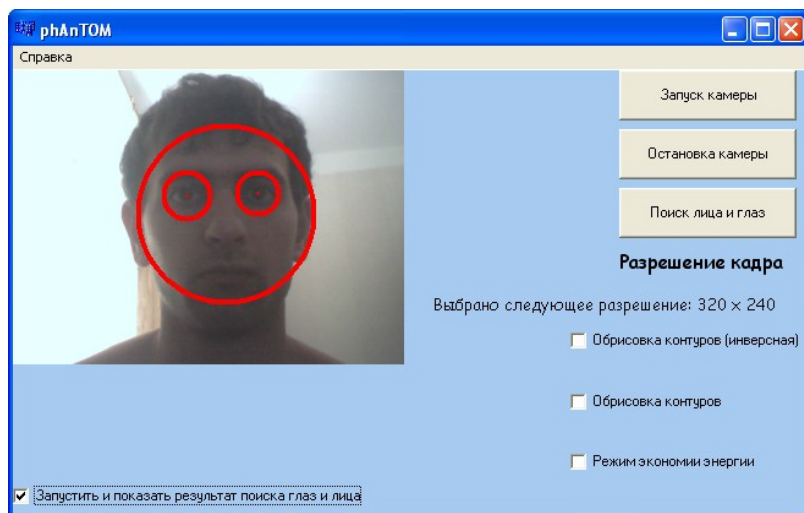 phAnTOM
Справка
Запуск камеры
Остановка камеры
Поиск лица и глаз
Разрешение кадра
Выбрано следующее разрешение: 320 × 240
Обрисовка контуров (инверсная)
Обрисовка контуров
Режим экономии энергии
Запустить и показать результат поиска глаз и лица